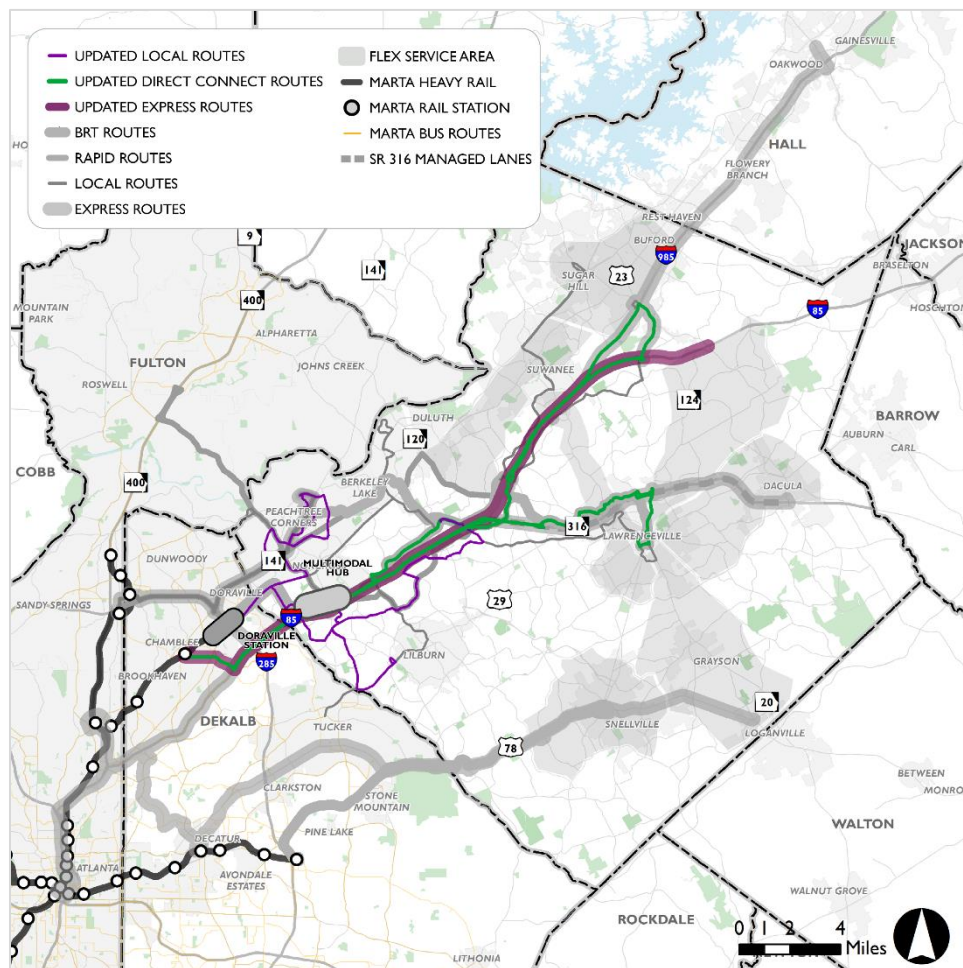 UPDATED LOCAL ROUTES
UPDATED DIRECT CONNECT ROUTES
UPDATED EXPRESS ROUTES
BRT ROUTES
RAPID ROUTES
LOCAL ROUTES
EXPRESS ROUTES
FLEX SERVICE AREA
MARTA HEAVY RAIL
MARTA RAIL STATION
MARTA BUS ROUTES
SR 316 MANAGED LANES
GAINESVILLE
OAKWOOD
HALL
FLOWERY
BRANCH
REST HAVEN
BUFORD
985
23
SUGAR
HILL
JACKSON
BRASELTON
HOSCHTON
85
9
141
400
MOUNTAIN
PARK
ALPHARETTA
FULTON
ROSWELL
JOHNS CREEK
SUWANEE
DULUTH
124
BARROW
AUBURN
CARL
120
COBB
400
BERKELEY
LAKE
DACULA
PEACHTREE
CORNERS
316
LAWRENCEVILLE
DUNWOODY
141
MULTIMODAL
HUB
DORAVILLE
SANDY SPRINGS
29
85
CHAMBLEE
DORAVILLE
STATION
285
LILBURN
BROOKHAVEN
GRAYSON
DEKALB
20
TUCKER
SNELLVILLE
LOGANVILLE
78
CLARKSTON
STONE
MOUNTAIN
BETWEEN
MONRO
DECATUR
PINE LAKE
WALTON
ATLANTA
AVONDALE
ESTATES
WALNUT GROVE
ROCKDALE
0 1 2 4
Miles
LITHONIA